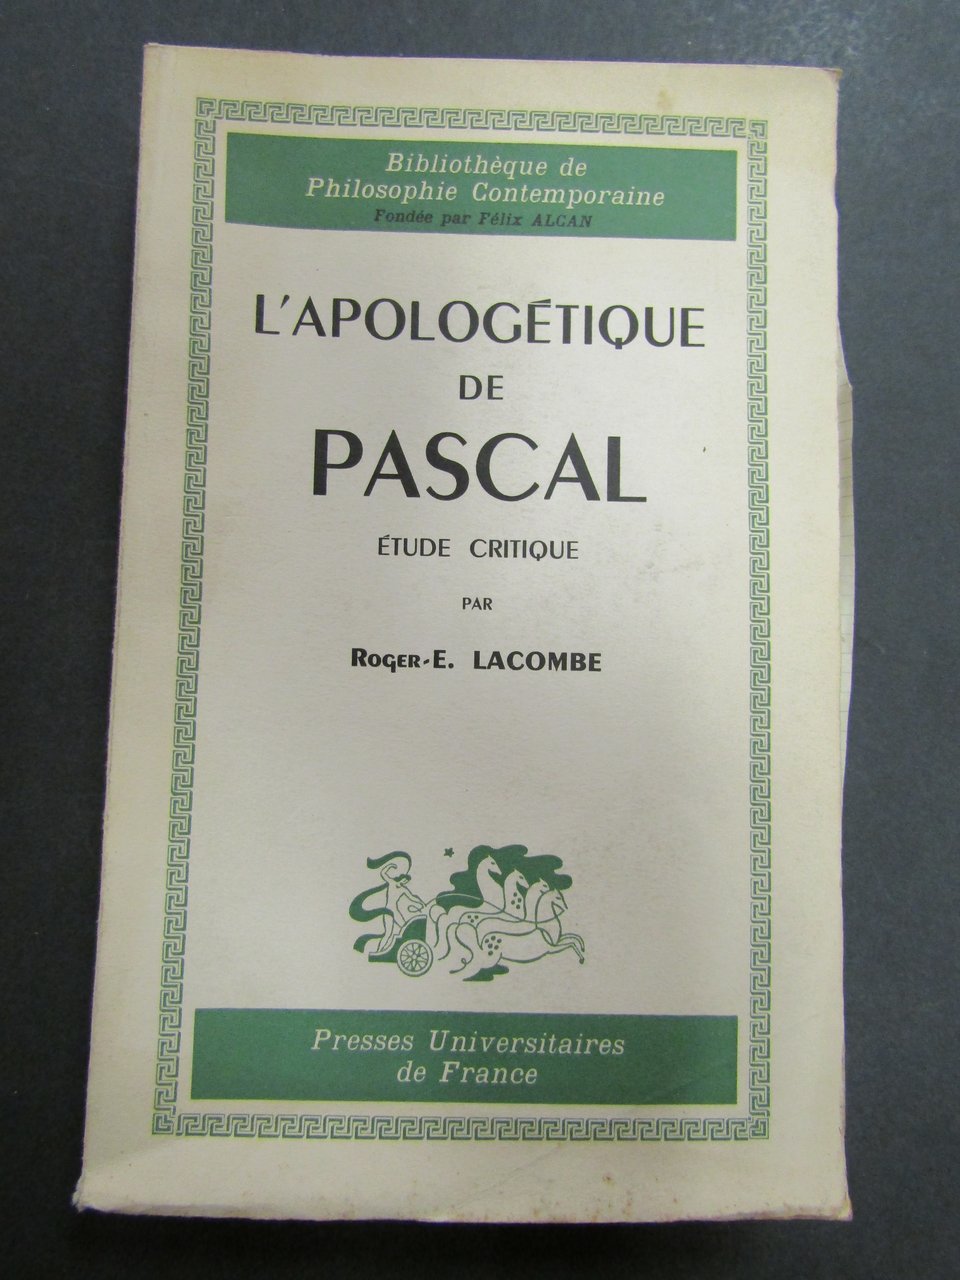 Bibliothèque de
Philosophie Contemporaine
Fondée par Félix ALCAN
L'APOLOGÉTIQUE
DE
PASCAL
ÉTUDE CRITIQUE
PAR
ROGER-E. LACOMBE
Presses Universitaires
de France